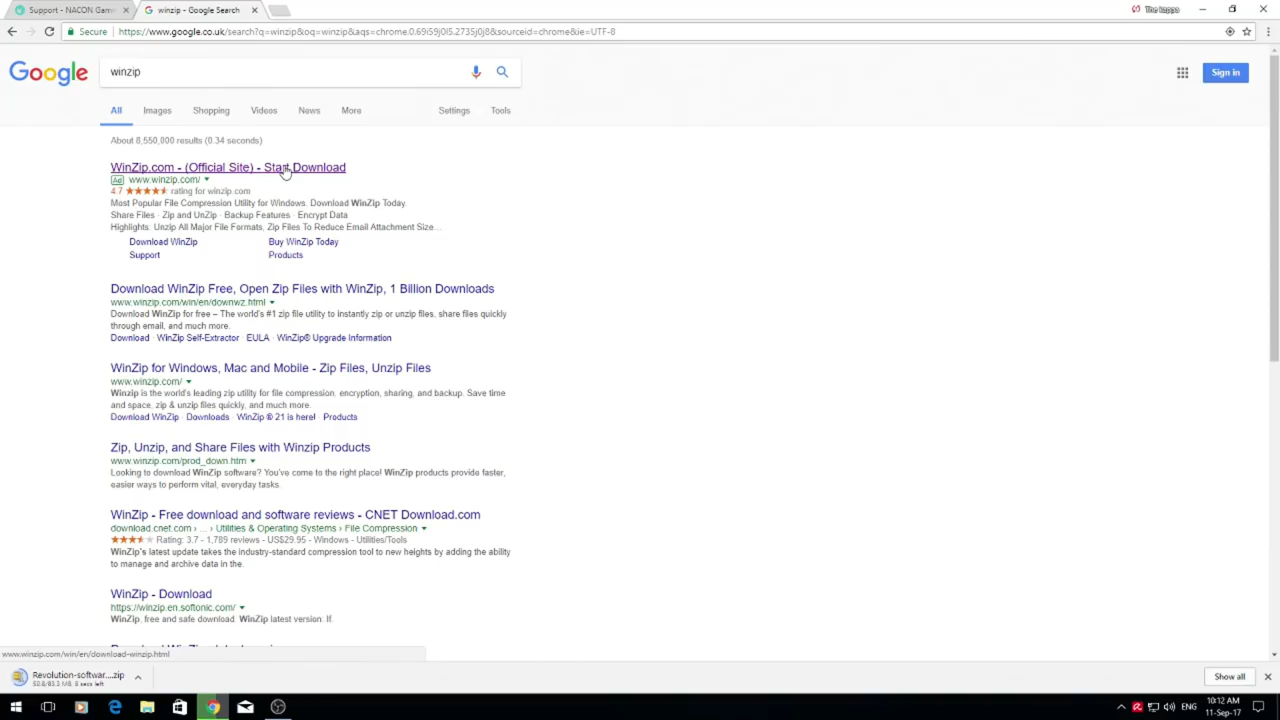 Support - NACON Gam
winzip - Google Search
The kappa
Secure
https://www.google.co.uk/search?q=winzip&oq=winzip&aqs=chrome.0.69i59j0l5.2735j0j8&sourceid=chrome&ie=UTF-8
Google
winzip
Sign in
All
Images
Shopping
Videos
News
More
Settings
Tools
About 8,550,000 results (0.34 seconds)
WinZip.com - (Official Site) - Start Download
Ad www.winzip.com/
4.7 rating for winzip.com
Most Popular File Compression Utility for Windows. Download WinZip Today
Share Files · Zip and UnZip · Backup Features · Encrypt Data
Highlights: Unzip All Major File Formats, Zip Files To Reduce Email Attachment Size...
Download WinZip
Buy WinZip Today
Support
Products
Download WinZip Free, Open Zip Files with WinZip, 1 Billion Downloads
www.winzip.com/win/en/downwz.html
Download WinZip for free – The world's #1 zip file utility to instantly zip or unzip files, share files quickly
through email, and much more.
Download · WinZip Self-Extractor · EULA · WinZip® Upgrade Information
WinZip for Windows, Mac and Mobile - Zip Files, Unzip Files
www.winzip.com/
Winzip is the world's leading zip utility for file compression, encryption, sharing, and backup. Save time
and space, zip & unzip files quickly, and much more.
Download WinZip · Downloads · WinZip ® 21 is here! · Products
Zip, Unzip, and Share Files with Winzip Products
www.winzip.com/prod_down.htm
Looking to download WinZip software? You've come to the right place! WinZip products provide faster,
easier ways to perform vital, everyday tasks.
WinZip - Free download and software reviews - CNET Download.com
download.cnet.com › ... › Utilities & Operating Systems › File Compression
Rating: 3.7 - 1,789 reviews - US$29.95 - Windows - Utilities/Tools
WinZip's latest update takes the industry-standard compression tool to new heights by adding the ability
to manage and archive data in the.
WinZip - Download
https://winzip.en.softonic.com/
WinZip, free and safe download. WinZip latest version: If.
www.winzip.com/win/en/download-winzip.html
Revolution-softwar....zip
52.8/83.3 MB, 8 secs left
Show all
ENG
10:12 AM
11-Sep-17